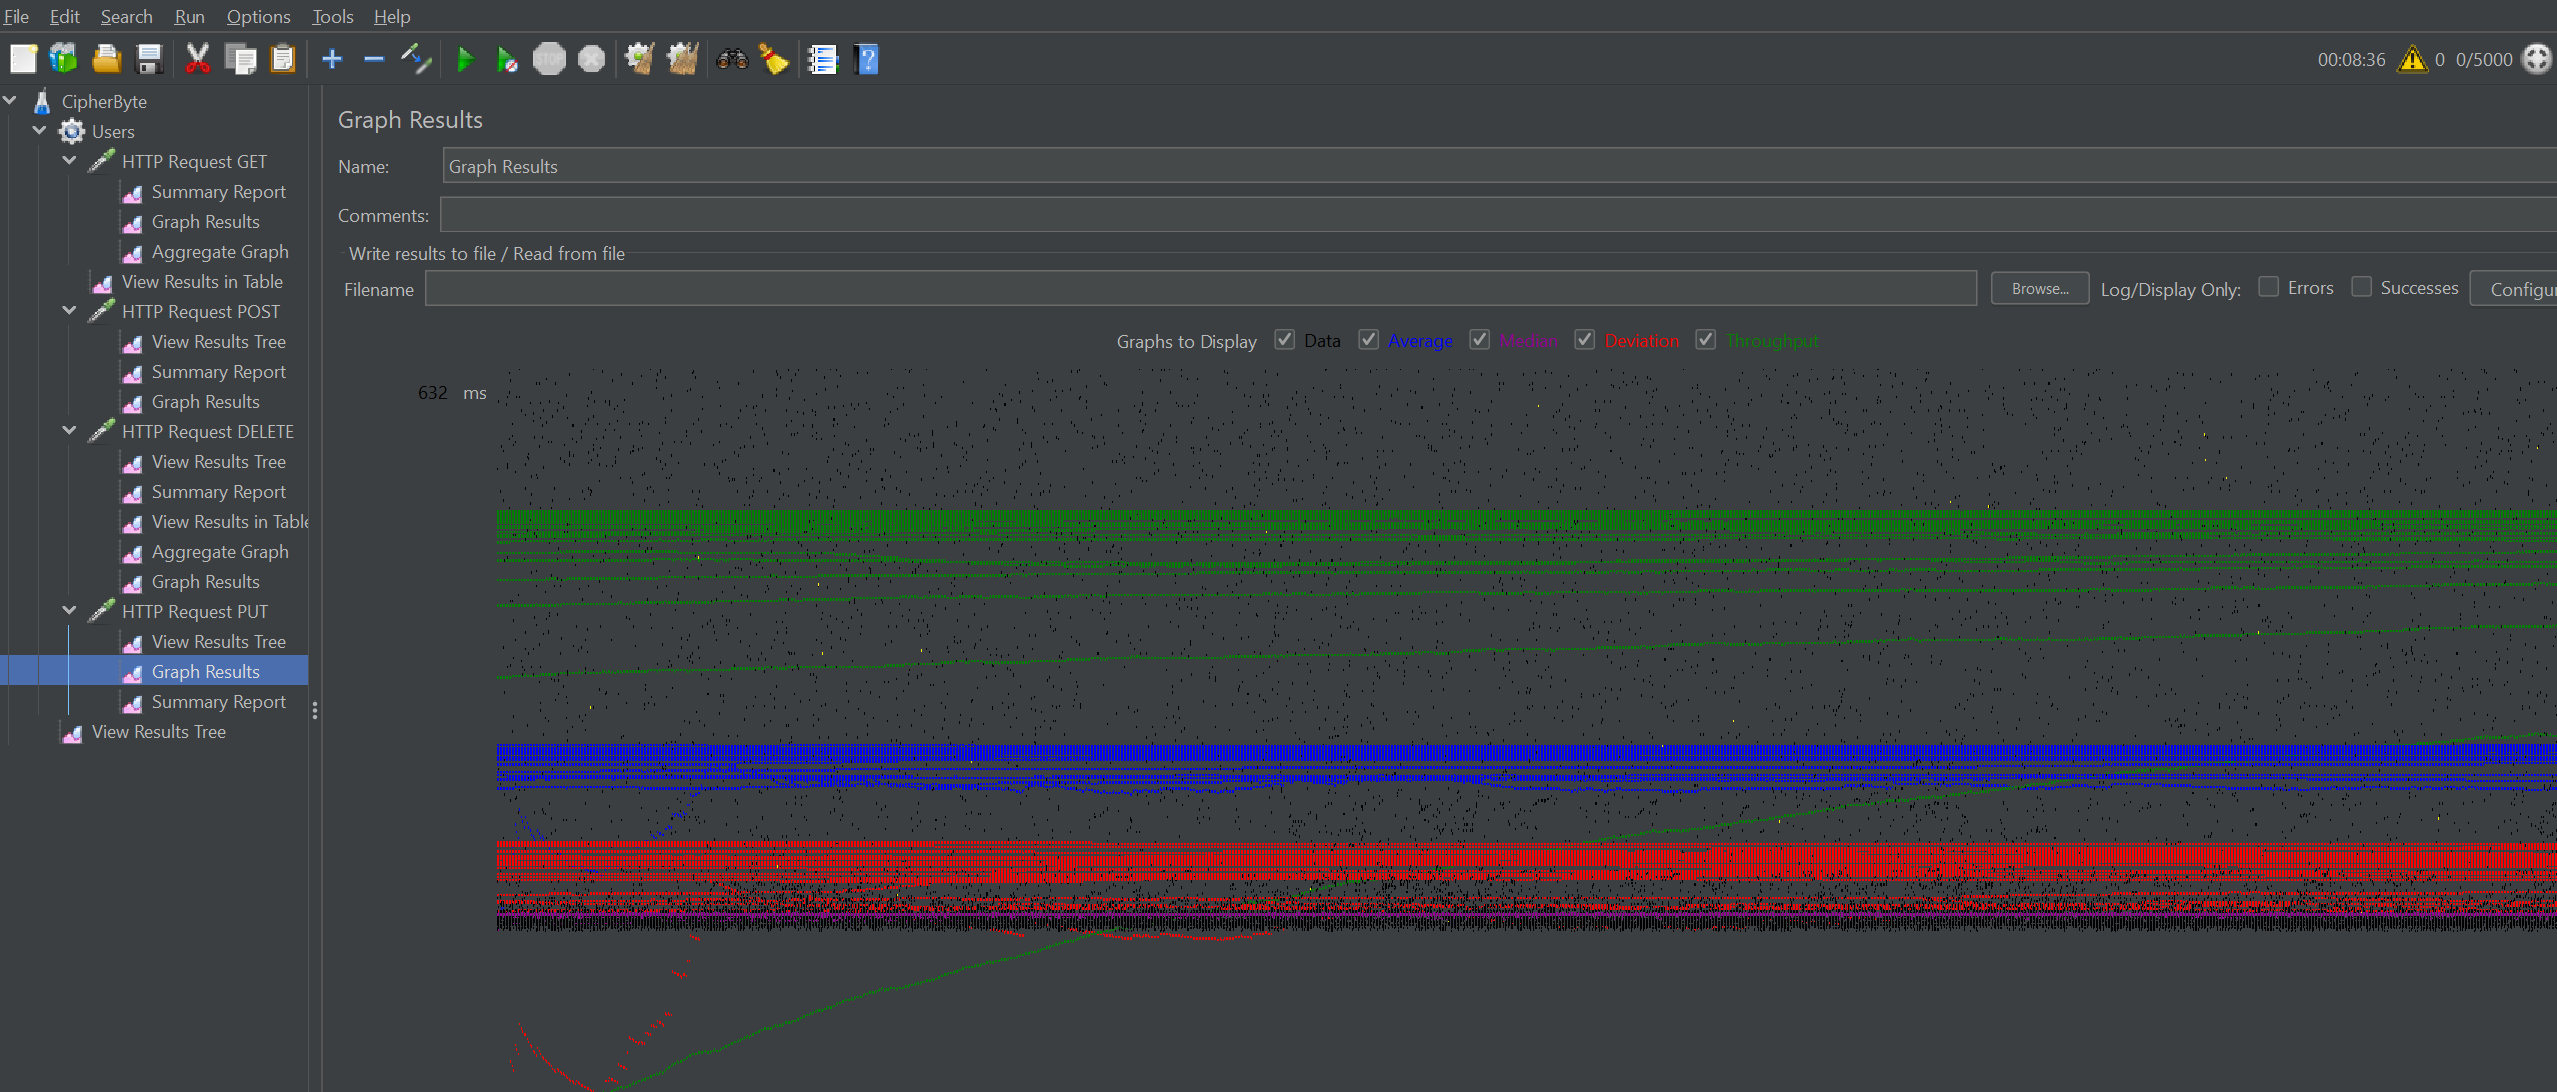 File Edit Search Run Options Tools Help
STOP
00:08:36 0 0/5000
CipherByte
Users
HTTP Request GET
Summary Report
Graph Results
Aggregate Graph
View Results in Table
HTTP Request POST
View Results Tree
Summary Report
Graph Results
HTTP Request DELETE
View Results Tree
Summary Report
View Results in Table
Aggregate Graph
Graph Results
HTTP Request PUT
View Results Tree
Graph Results
Summary Report
View Results Tree
Graph Results
Name: Graph Results
Comments:
Write results to file / Read from file
Filename Browse... Log/Display Only: Errors Successes Configu
Graphs to Display Data Average Median Deviation Throughput
632 ms